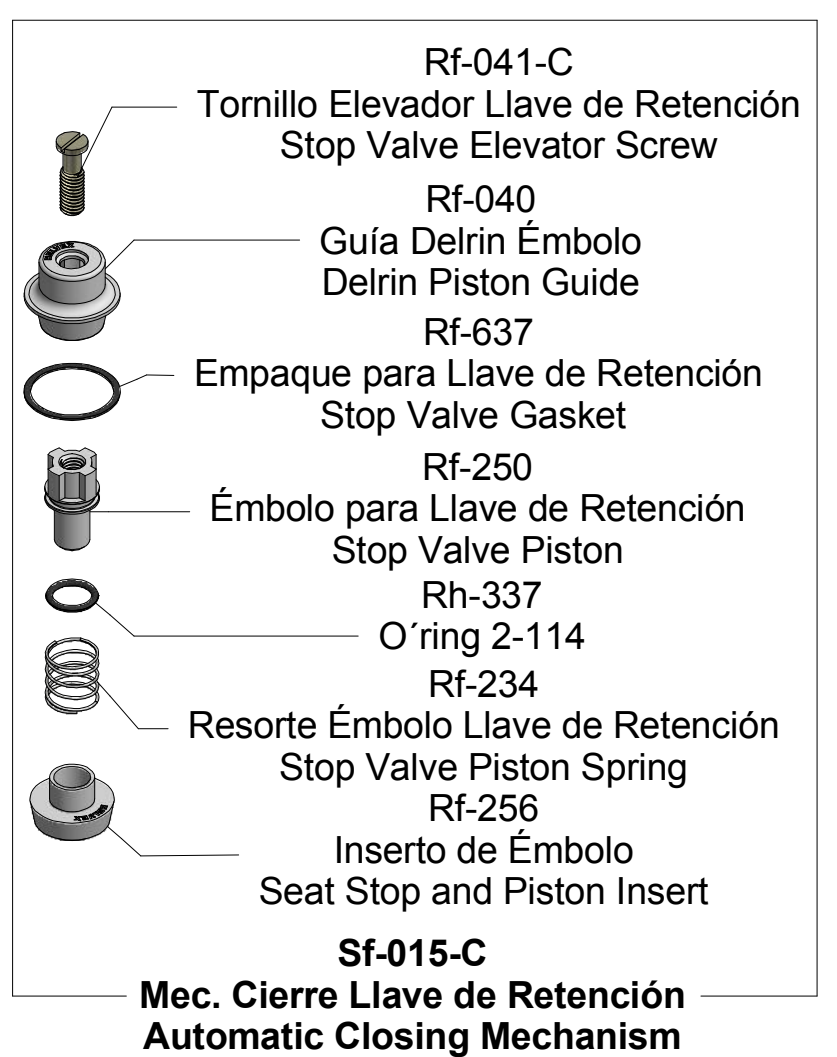 Rf-041-C
Tornillo Elevador Llave de Retención
Stop Valve Elevator Screw
Rf-040
Guía Delrin Émbolo
Delrin Piston Guide
Rf-637
Empaque para Llave de Retención
Stop Valve Gasket
Rf-250
Émbolo para Llave de Retención
Stop Valve Piston
Rh-337
O´ring 2-114
Rf-234
Resorte Émbolo Llave de Retención
Stop Valve Piston Spring
Rf-256
Inserto de Émbolo
Seat Stop and Piston Insert
Sf-015-C
Mec. Cierre Llave de Retención
Automatic Closing Mechanism